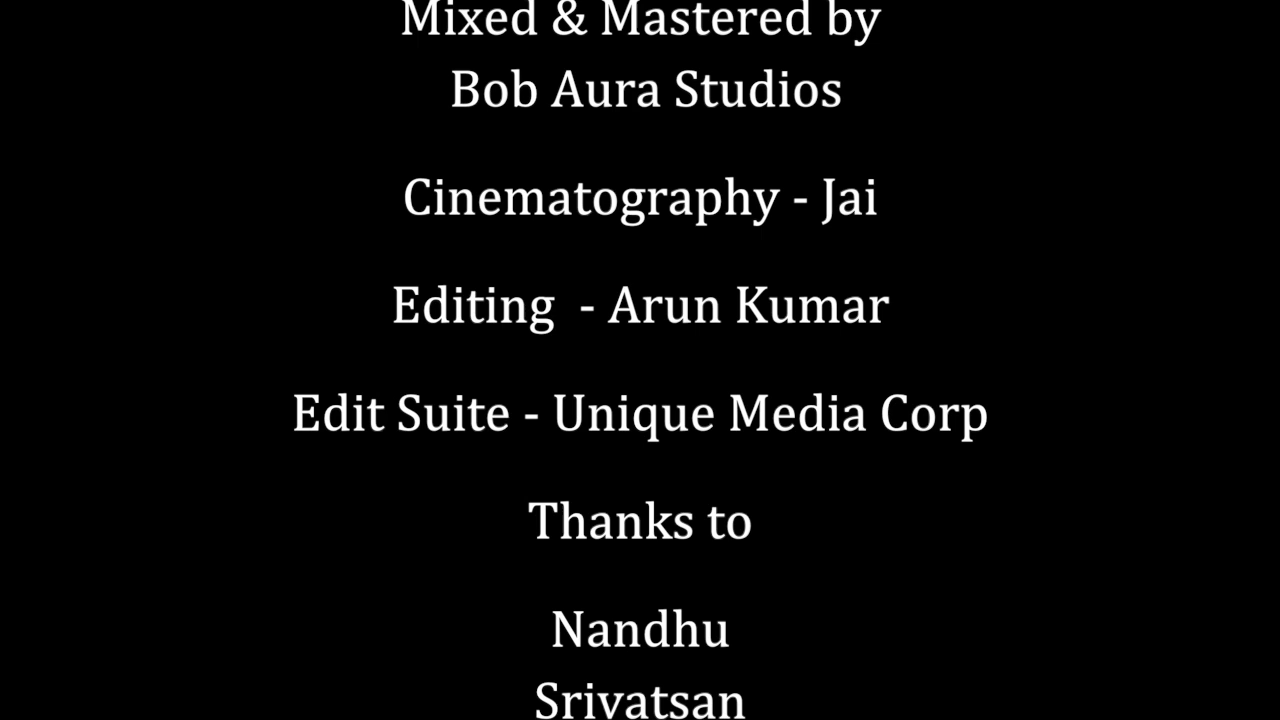 Mixed & Mastered by
Bob Aura Studios
Cinematography - Jai
Editing  - Arun Kumar
Edit Suite - Unique Media Corp
Thanks to
Nandhu
Srivatsan